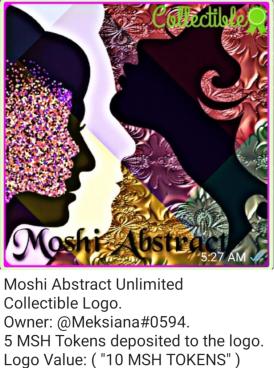 Collectible
Moshi Abstract
5:27 AM
Moshi Abstract Unlimited
Collectible Logo.
Owner: @Meksiana#0594.
5 MSH Tokens deposited to the logo.
Logo Value: ( "10 MSH TOKENS" )